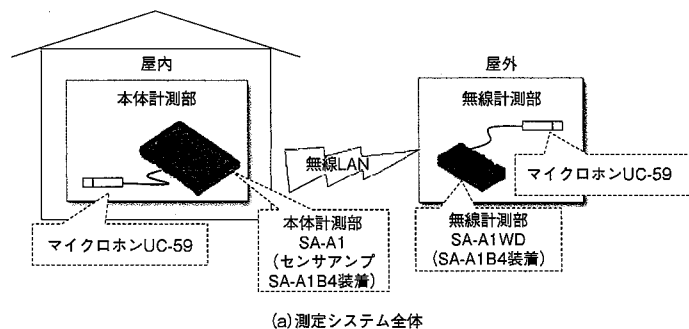 屋内
本体計測部
マイクロホンUC-59
本体計測部
SA-A1
(センサアンプ
SA-A1B4装着)
無線LAN
屋外
無線計測部
マイクロホンUC-59
無線計測部
SA-A1WD
(SA-A1B4装着)
(a)測定システム全体